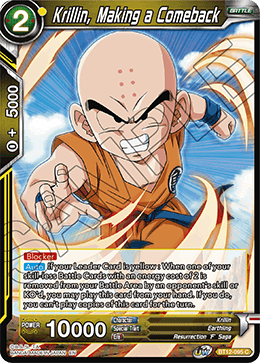 2
Krillin, Making a Comeback
BATTLE
+ 5000
Blocker
Auto If your Leader Card is yellow : When one of your
skill-less Battle Cards with an energy cost of 2 is
removed from your Battle Area by an opponent's skill or
KO'd, you may play this card from your hand. If you do,
you can't play copies of this card for the turn.
POWER 10000
Character
Krillin
Special Trait
Earthling
Era
Resurrection 'F' Saga
BT12-095 C